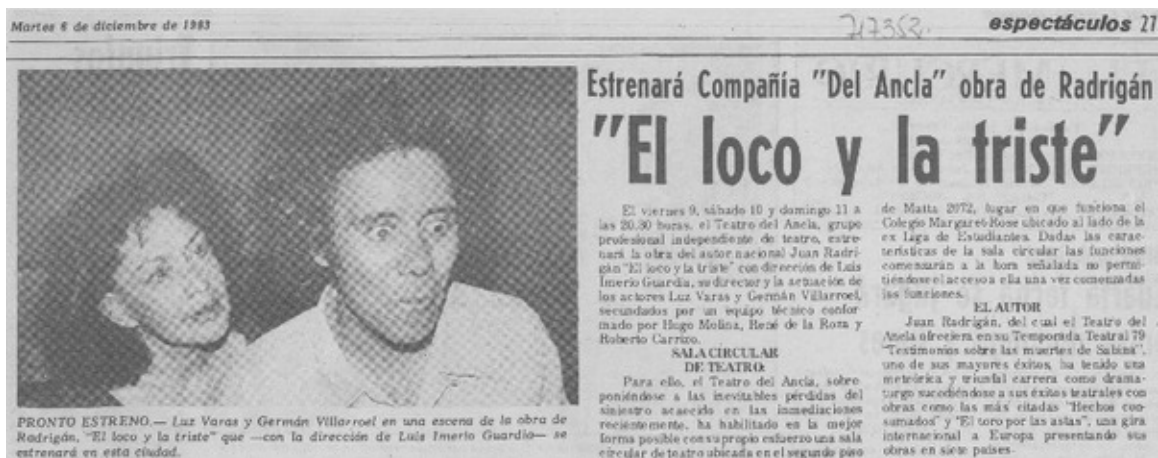 Martes 6 de diciembre de 1983
717352.
espectáculos 27
Estrenará Compañía "Del Ancla" obra de Radrigán
"El loco y la triste"
El viernes 9, sábado 10 y domingo 11 a
las 20.30 horas, el Teatro del Ancla, grupo
profesional independiente de teatro, estre-
nará la obra del autor nacional Juan Radri-
gán "El loco y la triste" con dirección de Luis
Imerio Guardia, su director y la actuación de
los actores Luz Varas y Germán Villarroel,
secundados por un equipo técnico confor-
mado por Hugo Molina, René de la Roza y
Roberto Carrizo.
SALA CIRCULAR
DE TEATRO:
Para ello, el Teatro del Ancla, sobre-
poniéndose a las inevitables pérdidas del
siniestro acaecido en las inmediaciones
recientemente, ha habilitado en la mejor
forma posible con su propio esfuerzo una sala
circular de teatro ubicada en el segundo piso
de Matta 2072, lugar en que funciona el
Colegio Margaret-Rose ubicado al lado de la
ex Liga de Estudiantes. Dadas las carac-
terísticas de la sala circular las funciones
comenzarán a la hora señalada no permi-
tiéndose el acceso a ella una vez comenzadas
las funciones.
EL AUTOR
Juan Radrigán, del cual el Teatro del
Ancla ofreciera en su Temporada Teatral 79
"Testimonios sobre las muertes de Sabina",
uno de sus mayores éxitos, ha tenido una
meteórica y triunfal carrera como drama-
turgo sucediéndose a sus éxitos teatrales con
obras como las más citadas "Hechos con-
sumados" y "El toro por las astas", una gira
internacional a Europa presentando sus
obras en siete países-
PRONTO ESTRENO.— Luz Varas y Germán Villarroel en una escena de la obra de
Radrigán, "El loco y la triste" que —con la dirección de Luis Imerio Guardia— se
estrenará en esta ciudad.